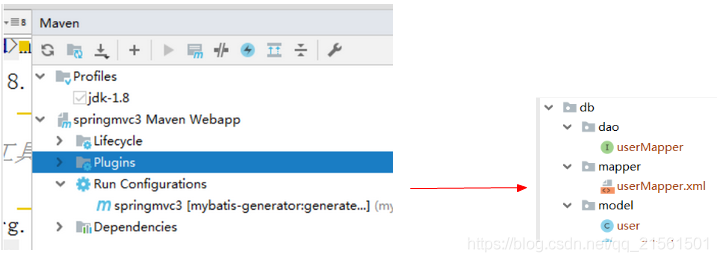 Maven
8.
Profiles
jdk-1.8
springmvc3 Maven Webapp
Lifecycle
Plugins
Run Configurations
springmvc3 [mybatis-generator:generate...] (my
Dependencies
rg.
db
dao
userMapper
mapper
userMapper.xml
model
user
https://blog.csdn.net/qq_21561501